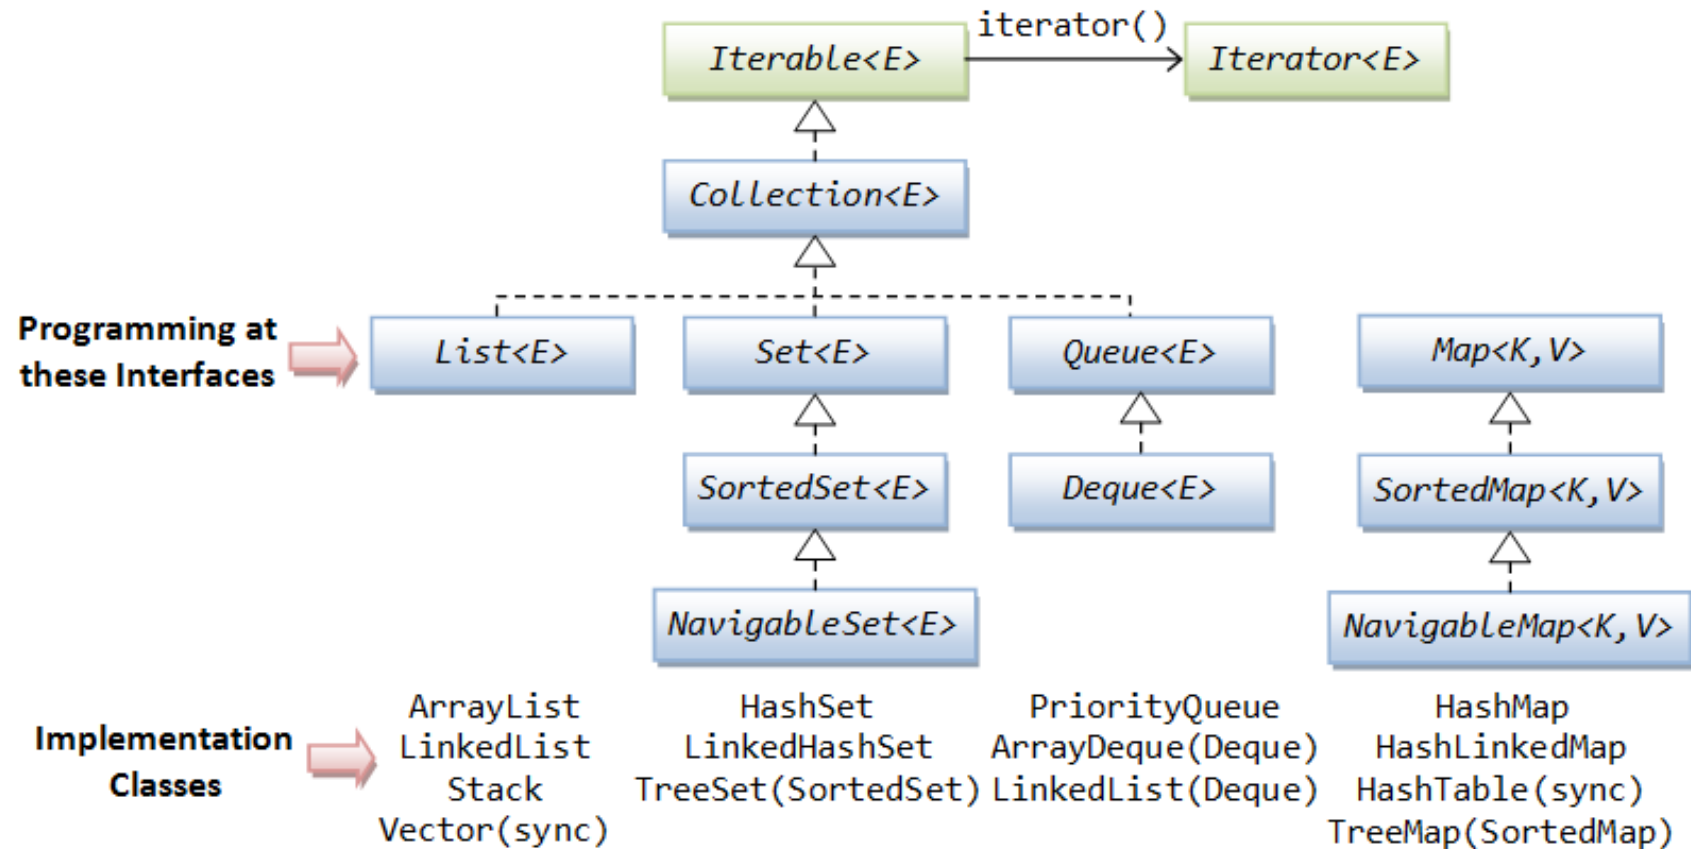 iterator()
Iterable<E>
Iterator<E>
Collection<E>
Programming at
these Interfaces
List<E>
Set<E>
Queue<E>
Map<K,V>
SortedSet<E>
Deque<E>
SortedMap<K,V>
NavigableSet<E>
NavigableMap<K,V>
Implementation
Classes
ArrayList
LinkedList
Stack
Vector(sync)
HashSet
LinkedHashSet
TreeSet(SortedSet)
PriorityQueue
ArrayDeque(Deque)
LinkedList(Deque)
HashMap
HashLinkedMap
HashTable(sync)
TreeMap(SortedMap)